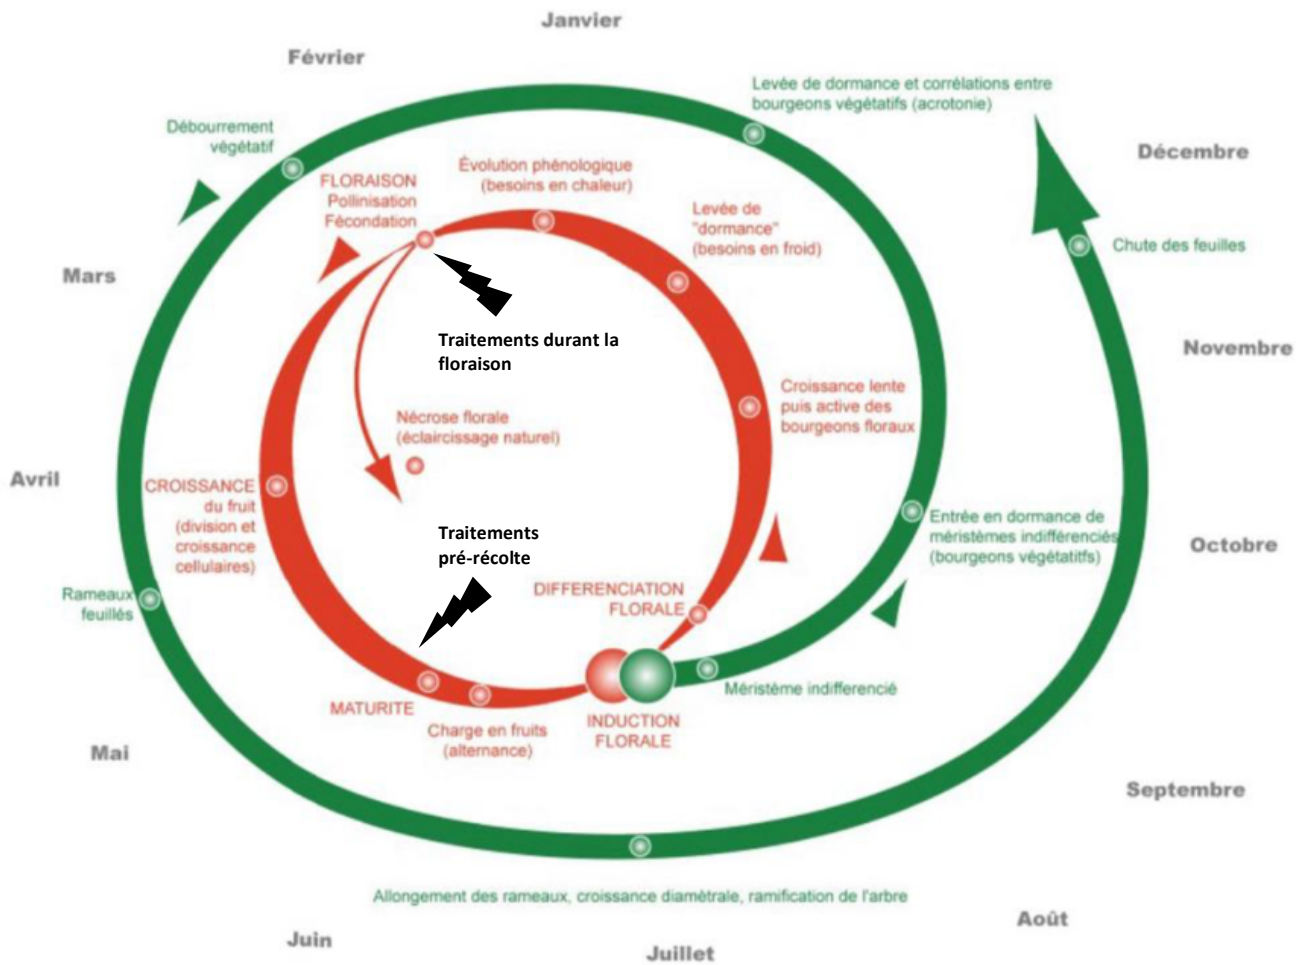 Janvier
Février
Levée de dormance et corrélations entre
bourgeons végétatifs (acrotonie)
Débourrement
végétatif
Décembre
Évolution phénologique
(besoins en chaleur)
FLORAISON
Pollinisation
Fécondation
Levée de
"dormance"
(besoins en froid)
Chute des feuilles
Mars
Traitements durant la
floraison
Novembre
Croissance lente
puis active des
bourgeons floraux
Nécrose florale
(éclaircissage naturel)
Avril
CROISSANCE
du fruit
(division et
croissance
cellulaires)
Entrée en dormance de
méristèmes indifférenciés
(bourgeons végétatitfs)
Octobre
Traitements
pré-récolte
DIFFERENCIATION
FLORALE
Rameaux
feuillés
Méristème indifferencié
MATURITE
Charge en fruits
(alternance)
INDUCTION
FLORALE
Mai
Septembre
Allongement des rameaux, croissance diamètrale, ramification de l'arbre
Août
Juin
Juillet